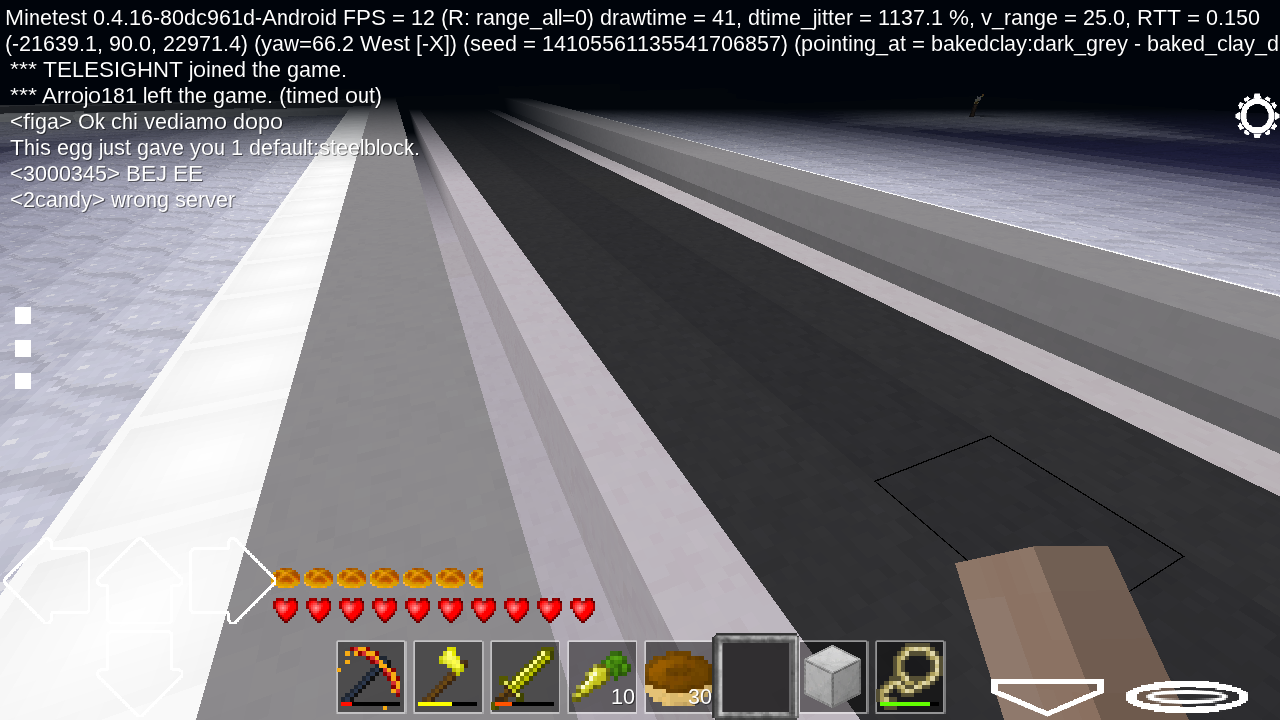 Minetest 0.4.16-80dc961d-Android FPS = 12 (R: range_all=0) drawtime = 41, dtime_jitter = 1137.1 %, v_range = 25.0, RTT = 0.150
(-21639.1, 90.0, 22971.4) (yaw=66.2 West [-X]) (seed = 14105561135541706857) (pointing_at = bakedclay:dark_grey - baked_clay_d
*** TELESIGHNT joined the game.
*** Arrojo181 left the game. (timed out)
<figa> Ok chi vediamo dopo
This egg just gave you 1 default:steelblock.
<3000345> BEJ EE
<2candy> wrong server
10
30